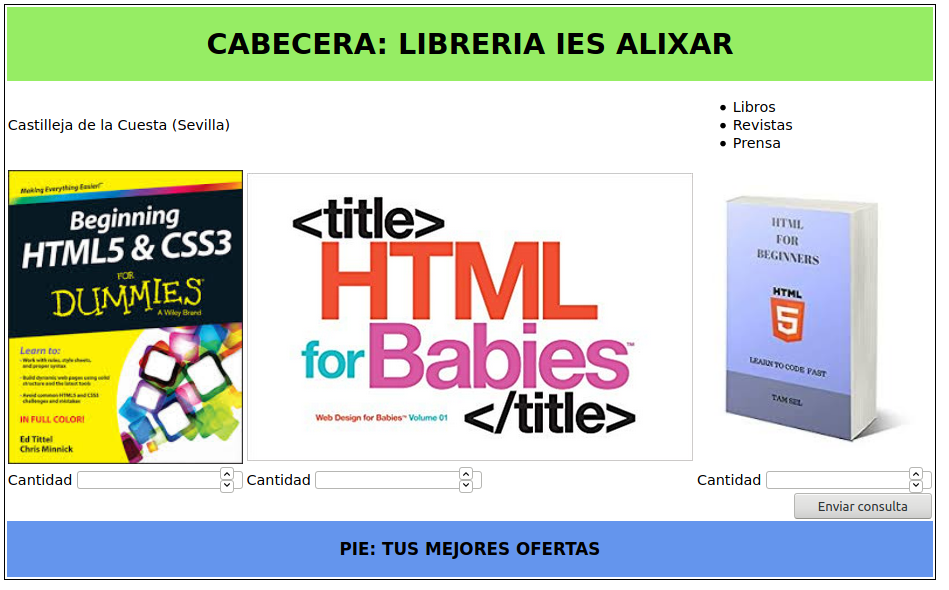 CABECERA: LIBRERIA IES ALIXAR
Castilleja de la Cuesta (Sevilla)
Libros
Revistas
Prensa
Making Everything Easier!™
Beginning
HTML5 & CSS3
FOR
DUMMIES
A Wiley Brand
Learn to:
• Work with rules, style sheets,
and proper syntax
• Build dynamic web pages using solid
structure and the latest tools
• Avoid common HTML5 and CSS3
challenges and mistakes
IN FULL COLOR!
Ed Tittel
Chris Minnick
<title>
HTML
for Babies™
Web Design for Babies™ Volume 01
</title>
HTML
FOR
BEGINNERS
HTML
5
LEARN TO CODE FAST
TAM SEL
Cantidad
Cantidad
Cantidad
Enviar consulta
PIE: TUS MEJORES OFERTAS